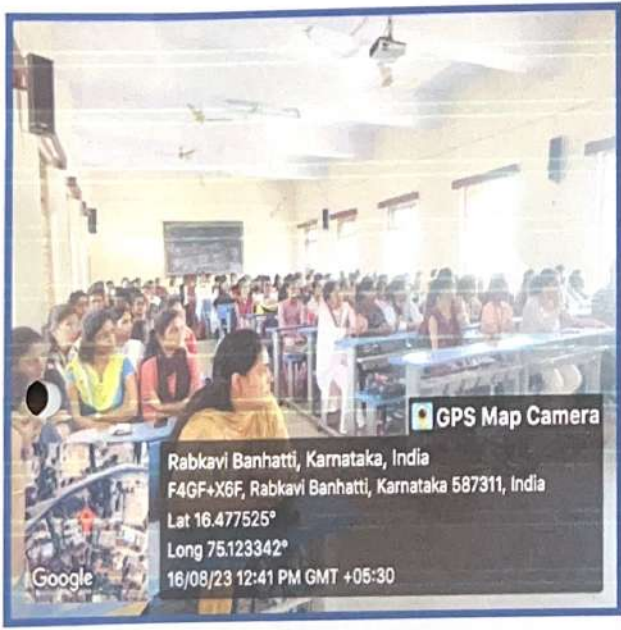 GPS Map Camera
Rabkavi Banhatti, Karnataka, India
F4GF+X6F, Rabkavi Banhatti, Karnataka 587311, India
Lat 16.477525°
Long 75.123342°
Google
16/08/23 12:41 PM GMT +05:30